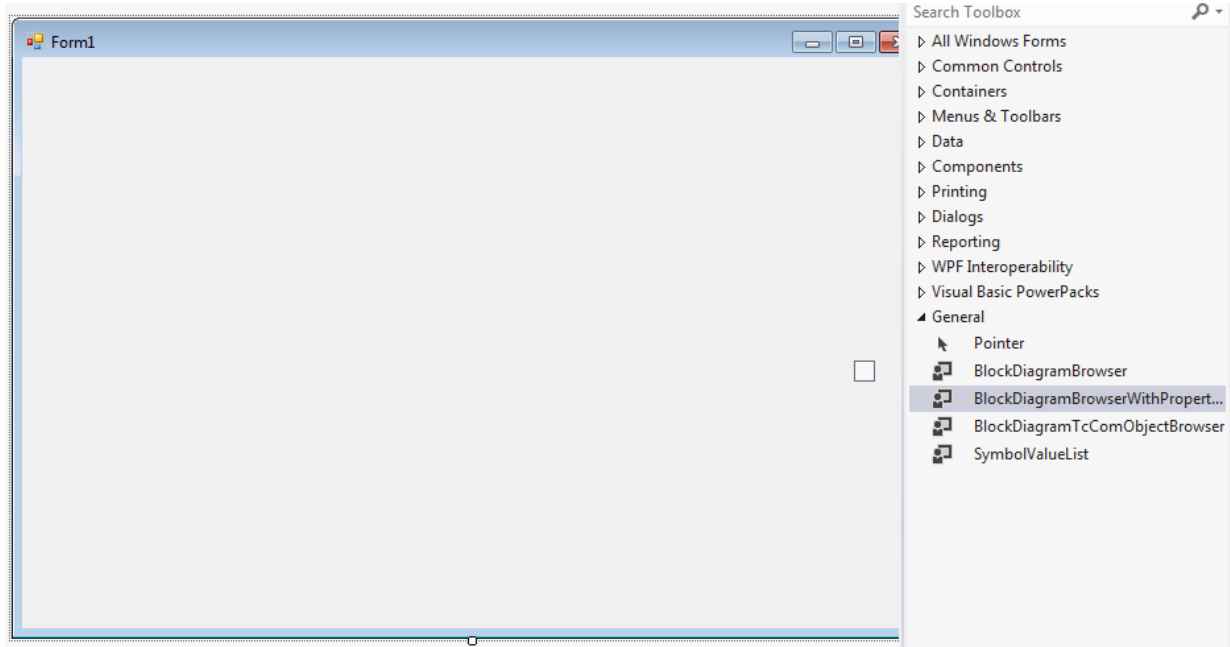 Form1
Search Toolbox
All Windows Forms
Common Controls
Containers
Menus & Toolbars
Data
Components
Printing
Dialogs
Reporting
WPF Interoperability
Visual Basic PowerPacks
General
Pointer
BlockDiagramBrowser
BlockDiagramBrowserWithPropert...
BlockDiagramTcComObjectBrowser
SymbolValueList